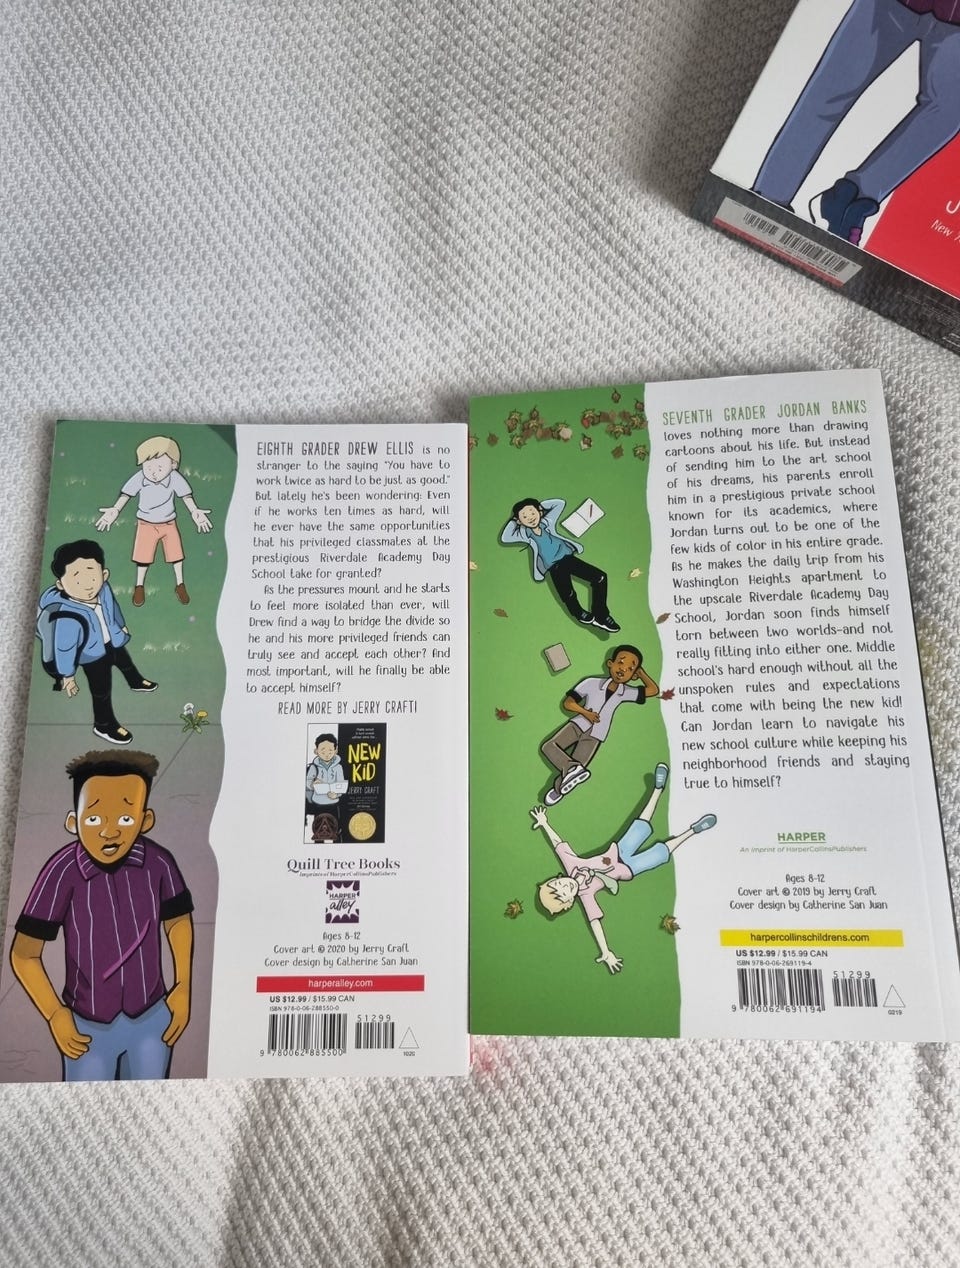 EIGHTH GRADER DREW ELLIS is no
stranger to the saying "You have to
work twice as hard to be just as good."
But lately he's been wondering: Even
if he works ten times as hard, will
he ever have the same opportunities
that his privileged classmates at the
prestigious Riverdale Academy Day
School take for granted?
As the pressures mount and he starts
to feel more isolated than ever, will
Drew find a way to bridge the divide so
he and his more privileged friends can
truly see and accept each other? And
most important, will he finally be able
to accept himself?
READ MORE BY JERRY CRAFT!
NEW
KID
JERRY CRAFT
Quill Tree Books
Imprints of HarperCollinsPublishers
HARPER
alley
Ages 8-12
Cover art © 2020 by Jerry Craft
Cover design by Catherine San Juan
harperalley.com
US $12.99 / $15.99 CAN
ISBN 978-0-06-288550-0
51299
9 780062 885500
1020
SEVENTH GRADER JORDAN BANKS
loves nothing more than drawing
cartoons about his life. But instead
of sending him to the art school
of his dreams, his parents enroll
him in a prestigious private school
known for its academics, where
Jordan turns out to be one of the
few kids of color in his entire grade.
As he makes the daily trip from his
Washington Heights apartment to
the upscale Riverdale Academy Day
School, Jordan soon finds himself
torn between two worlds—and not
really fitting into either one. Middle
school's hard enough without all the
unspoken rules and expectations
that come with being the new kid!
Can Jordan learn to navigate his
new school culture while keeping his
neighborhood friends and staying
true to himself?
HARPER
An Imprint of HarperCollinsPublishers
Ages 8-12
Cover art © 2019 by Jerry Craft
Cover design by Catherine San Juan
harpercollinschildrens.com
US $12.99 / $15.99 CAN
ISBN 978-0-06-269119-4
51299
9 780062 691194
0219
J
New